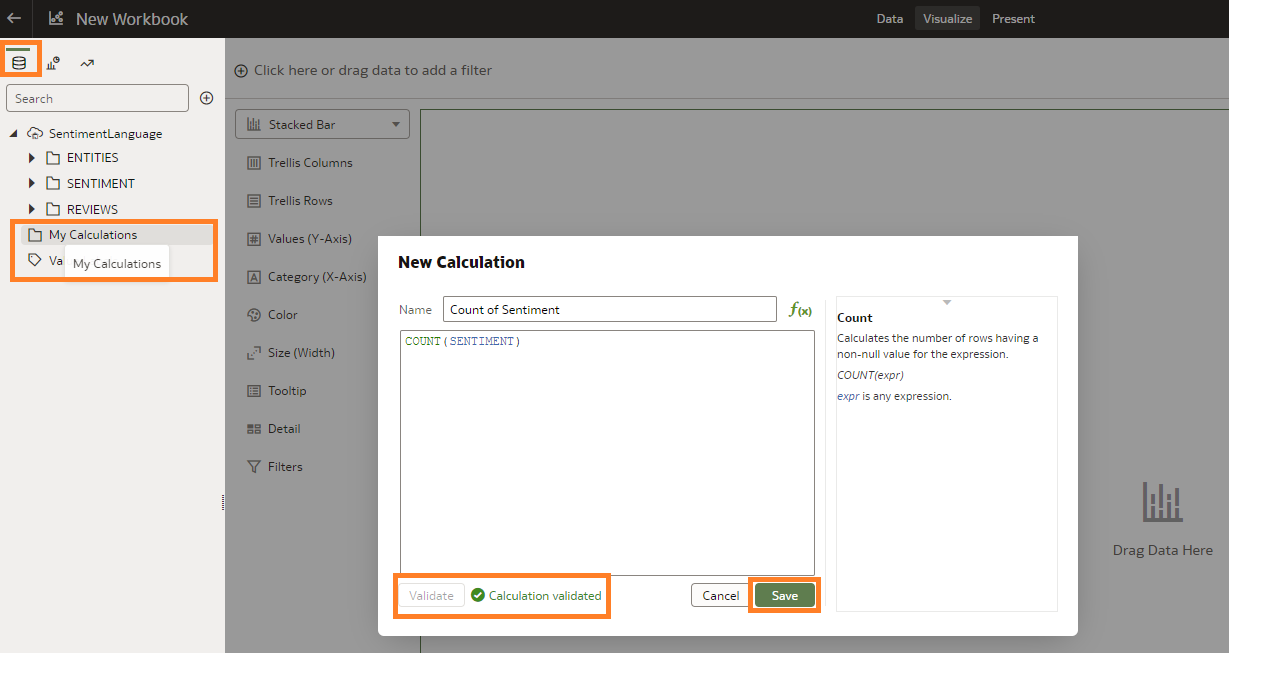 New Workbook
Data Visualize Present
Click here or drag data to add a filter
Search
SentimentLanguage
ENTITIES
SENTIMENT
REVIEWS
My Calculations
Va
My Calculations
Stacked Bar
Trellis Columns
Trellis Rows
Values (Y-Axis)
Category (X-Axis)
Color
Size (Width)
Tooltip
Detail
Filters
New Calculation
Name Count of Sentiment f(x)
COUNT(SENTIMENT)
Validate Calculation validated
Cancel Save
Count
Calculates the number of rows having a
non-null value for the expression.
COUNT(expr)
expr is any expression.
Drag Data Here